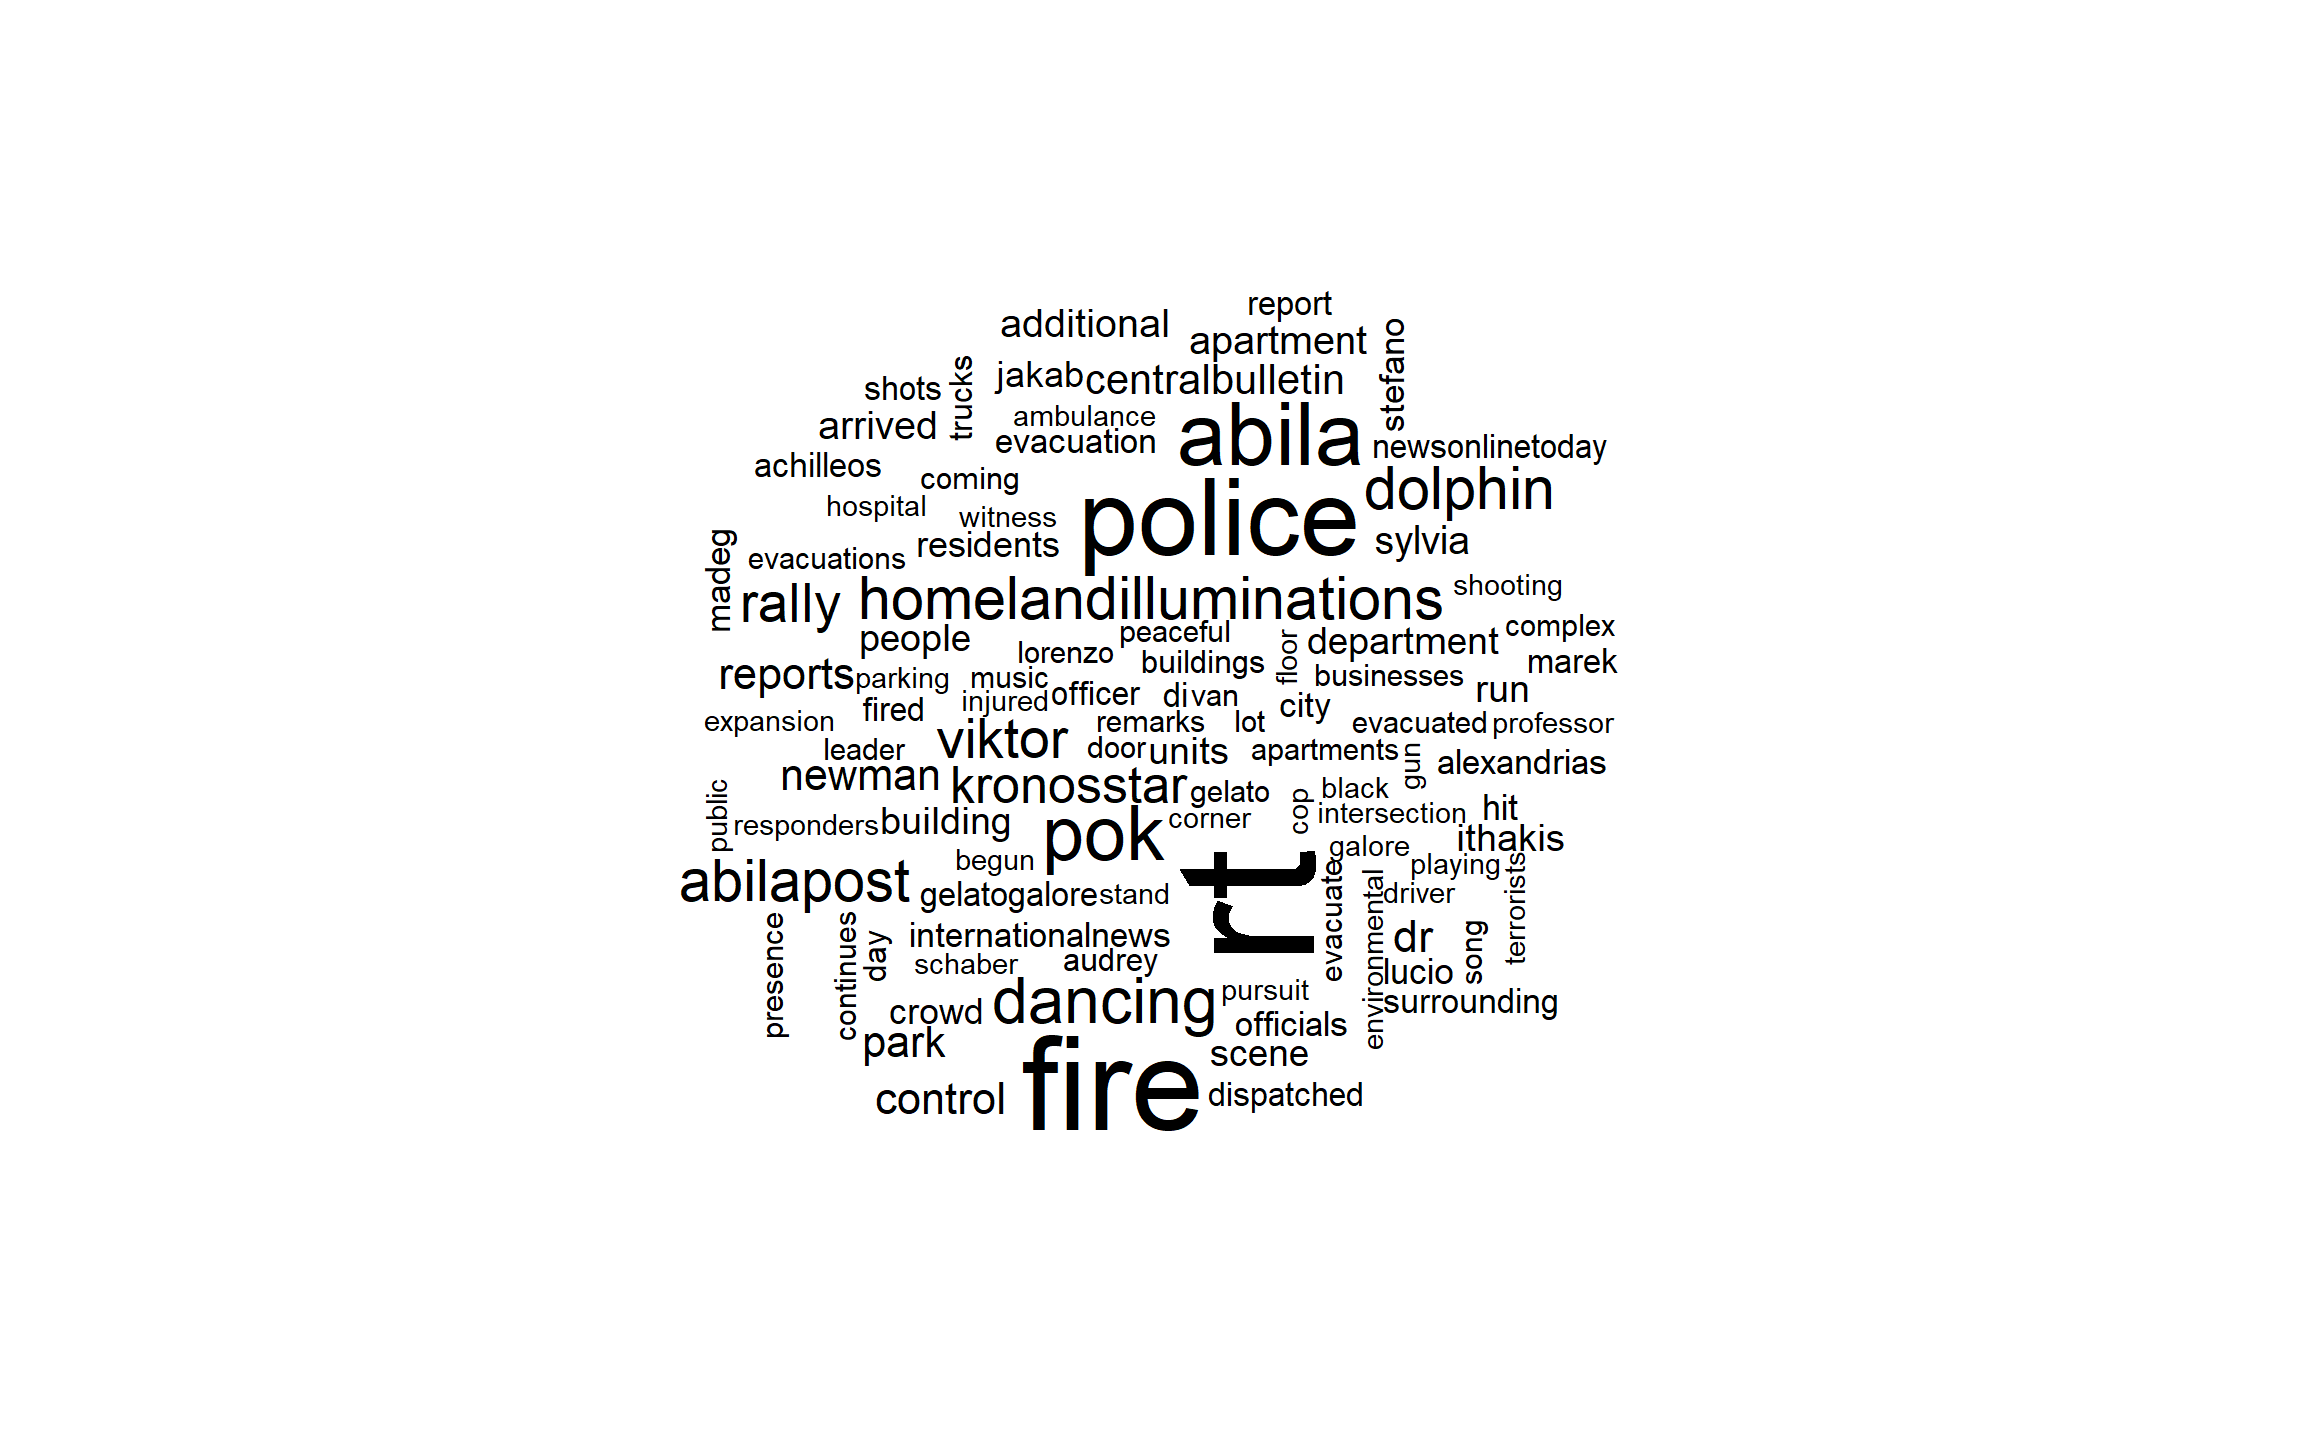 report
additional
apartment
stefano
jakab
centralbulletin
trucks
shots
ambulance
arrived
abila
evacuation
newsonlinetoday
achilleos
coming
dolphin
hospital
witness
police
sylvia
residents
evacuations
madeg
rally
homelandilluminations
shooting
people
peaceful
department
complex
lorenzo
buildings
floor
marek
reports
parking
music
businesses
injured
officer
di
van
run
fired
city
expansion
remarks
lot
evacuated
professor
leader
viktor
door
units
apartments
gun
alexandrias
newman
kronosstar
gelato
black
public
cop
intersection
hit
responders
building
pok
corner
ithakis
galore
begun
playing
abilapost
gelatogalore
stand
rt
evacuate
environmental
driver
terrorists
presence
continues
day
internationalnews
dr
song
schaber
audrey
lucio
crowd
dancing
pursuit
surrounding
officials
park
scene
control
fire
dispatched